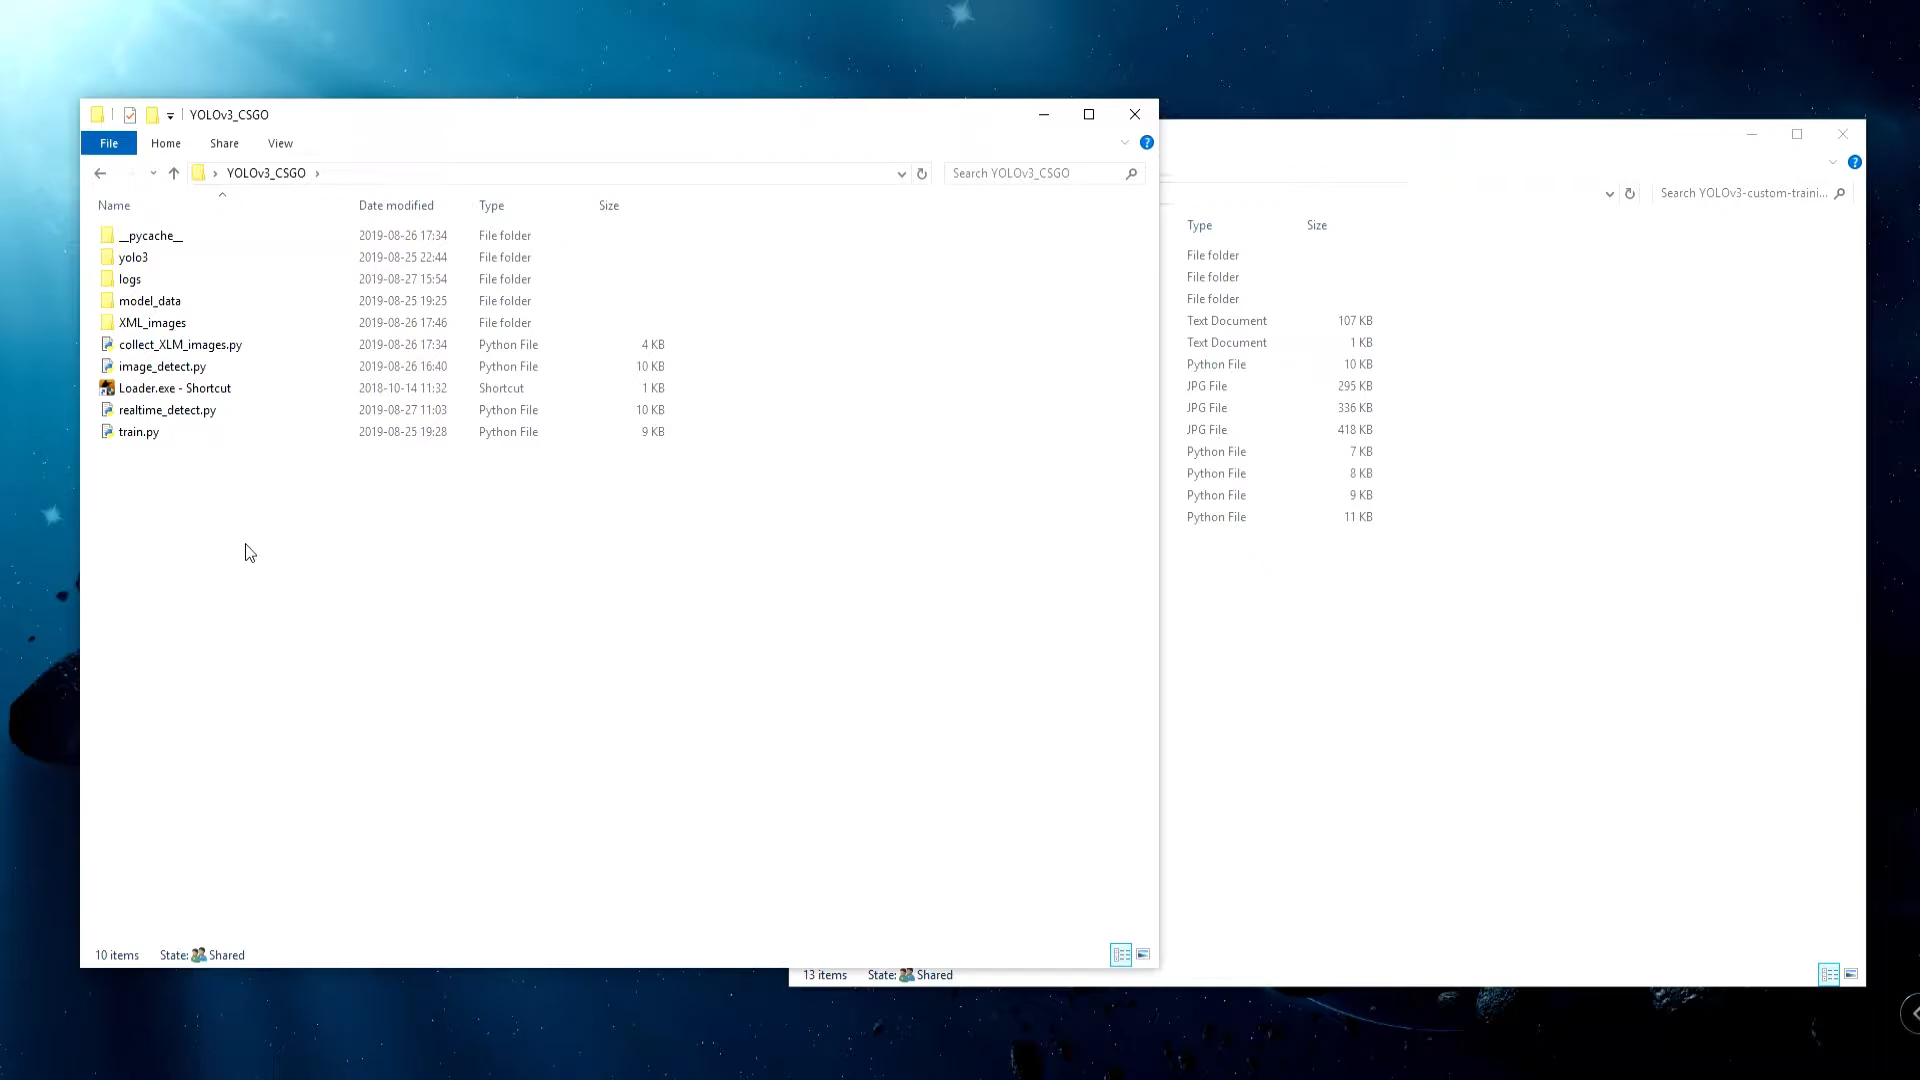 YOLOv3_CSGO
File Home Share View
YOLOv3_CSGO
Search YOLOv3_CSGO
Name Date modified Type Size
__pycache__ 2019-08-26 17:34 File folder
yolo3 2019-08-25 22:44 File folder
logs 2019-08-27 15:54 File folder
model_data 2019-08-25 19:25 File folder
XML_images 2019-08-26 17:46 File folder
collect_XLM_images.py 2019-08-26 17:34 Python File 4 KB
image_detect.py 2019-08-26 16:40 Python File 10 KB
Loader.exe - Shortcut 2018-10-14 11:32 Shortcut 1 KB
realtime_detect.py 2019-08-27 11:03 Python File 10 KB
train.py 2019-08-25 19:28 Python File 9 KB
10 items State: Shared
Search YOLOv3-custom-traini...
Type Size
File folder
File folder
File folder
Text Document 107 KB
Text Document 1 KB
Python File 10 KB
JPG File 295 KB
JPG File 336 KB
JPG File 418 KB
Python File 7 KB
Python File 8 KB
Python File 9 KB
Python File 11 KB
13 items State: Shared